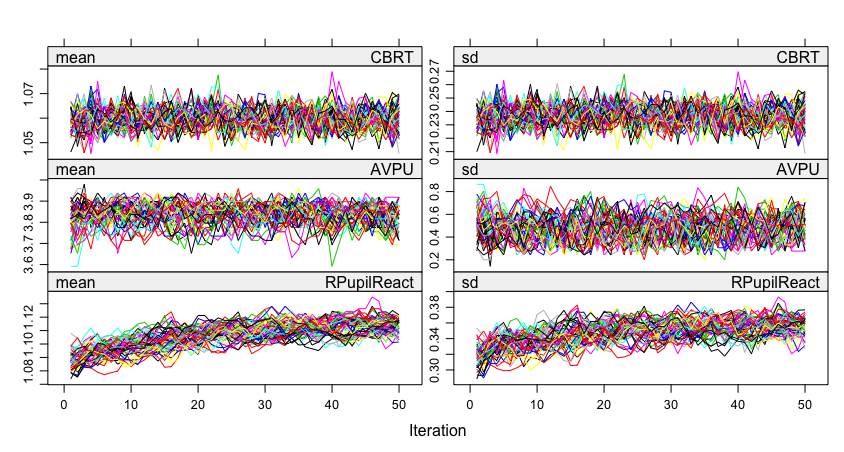 mean CBRT sd CBRT
1.05 1.07 0.21 0.23 0.25 0.27
mean AVPU sd AVPU
3.6 3.7 3.8 3.9 0.2 0.4 0.6 0.8
mean RPupilReact sd RPupilReact
1.08 1.10 1.12 0.30 0.34 0.38
0 10 20 30 40 50 0 10 20 30 40 50
Iteration